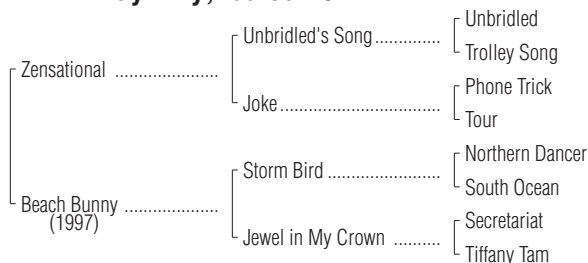 Unbridled
Unbridled's Song
Trolley Song
Zensational
Phone Trick
Joke
Tour
Northern Dancer
Storm Bird
South Ocean
Beach Bunny
(1997)
Secretariat
Jewel in My Crown
Tiffany Tam